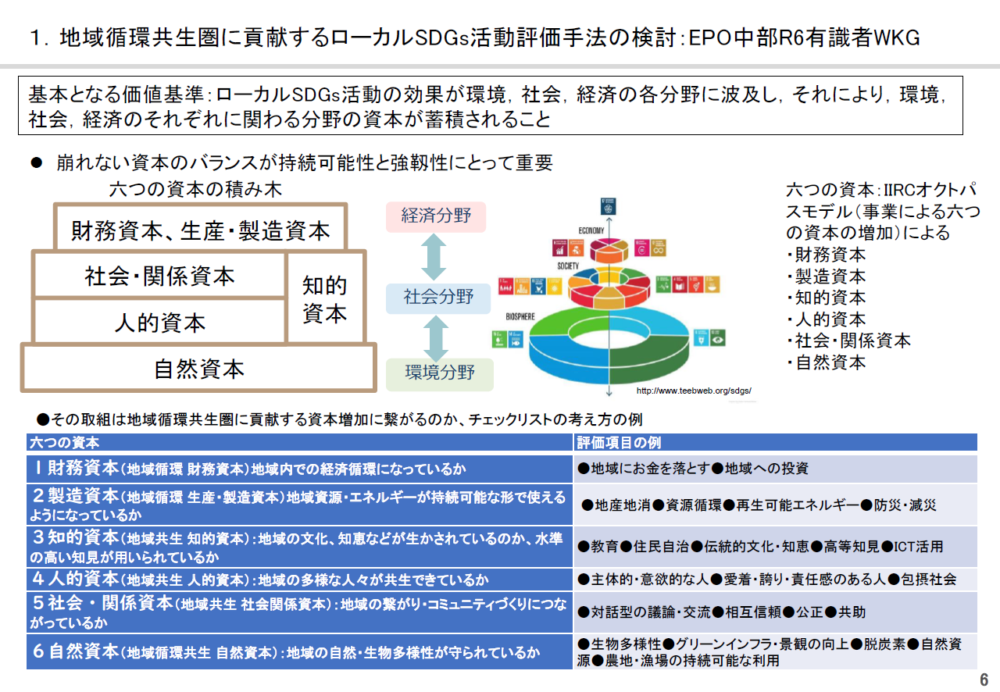 １．地域循環共生圏に貢献するローカルSDGs活動評価手法の検討：EPO中部R6有識者WKG
基本となる価値基準：ローカルSDGs活動の効果が環境，社会，経済の各分野に波及し，それにより，環境，
社会，経済のそれぞれに関わる分野の資本が蓄積されること
● 崩れない資本のバランスが持続可能性と強靱性にとって重要
六つの資本の積み木
財務資本、生産・製造資本
社会・関係資本
知的
資本
人的資本
自然資本
経済分野
社会分野
環境分野
ECONOMY
SOCIETY
BIOSPHERE
http://www.teebweb.org/sdgs/
六つの資本：IIRCオクトパ
スモデル（事業による六つ
の資本の増加）による
・財務資本
・製造資本
・知的資本
・人的資本
・社会・関係資本
・自然資本
●その取組は地域循環共生圏に貢献する資本増加に繋がるのか、チェックリストの考え方の例
六つの資本
評価項目の例
１財務資本（地域循環 財務資本）地域内での経済循環になっているか
●地域にお金を落とす●地域への投資
２製造資本（地域循環 生産・製造資本）地域資源・エネルギーが持続可能な形で使える
ようになっているか
●地産地消●資源循環●再生可能エネルギー●防災・減災
３知的資本（地域共生 知的資本）：地域の文化、知恵などが生かされているのか、水準
の高い知見が用いられているか
●教育●住民自治●伝統的文化・知恵●高等知見●ICT活用
４人的資本（地域共生 人的資本）：地域の多様な人々が共生できているか
●主体的・意欲的な人●愛着・誇り・責任感のある人●包摂社会
５社会・関係資本（地域共生 社会関係資本）：地域の繋がり・コミュニティづくりにつな
がっているか
●対話型の議論・交流●相互信頼●公正●共助
６自然資本（地域循環共生 自然資本）：地域の自然・生物多様性が守られているか
●生物多様性●グリーンインフラ・景観の向上●脱炭素●自然資
源●農地・漁場の持続可能な利用
6